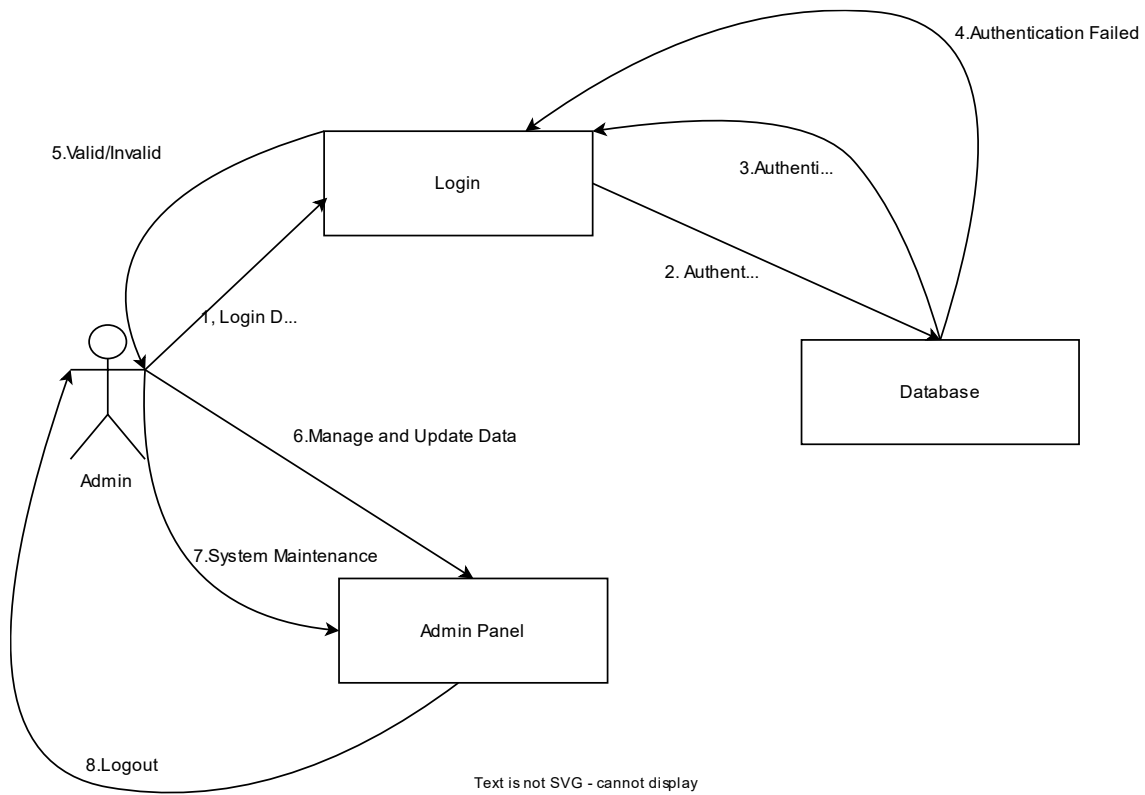 4.Authentication Failed
5.Valid/Invalid
3.Authenti...
Login
2. Authent...
1, Login D...
Database
6.Manage and Update Data
Admin
7.System Maintenance
Admin Panel
8.Logout
Text is not SVG - cannot display